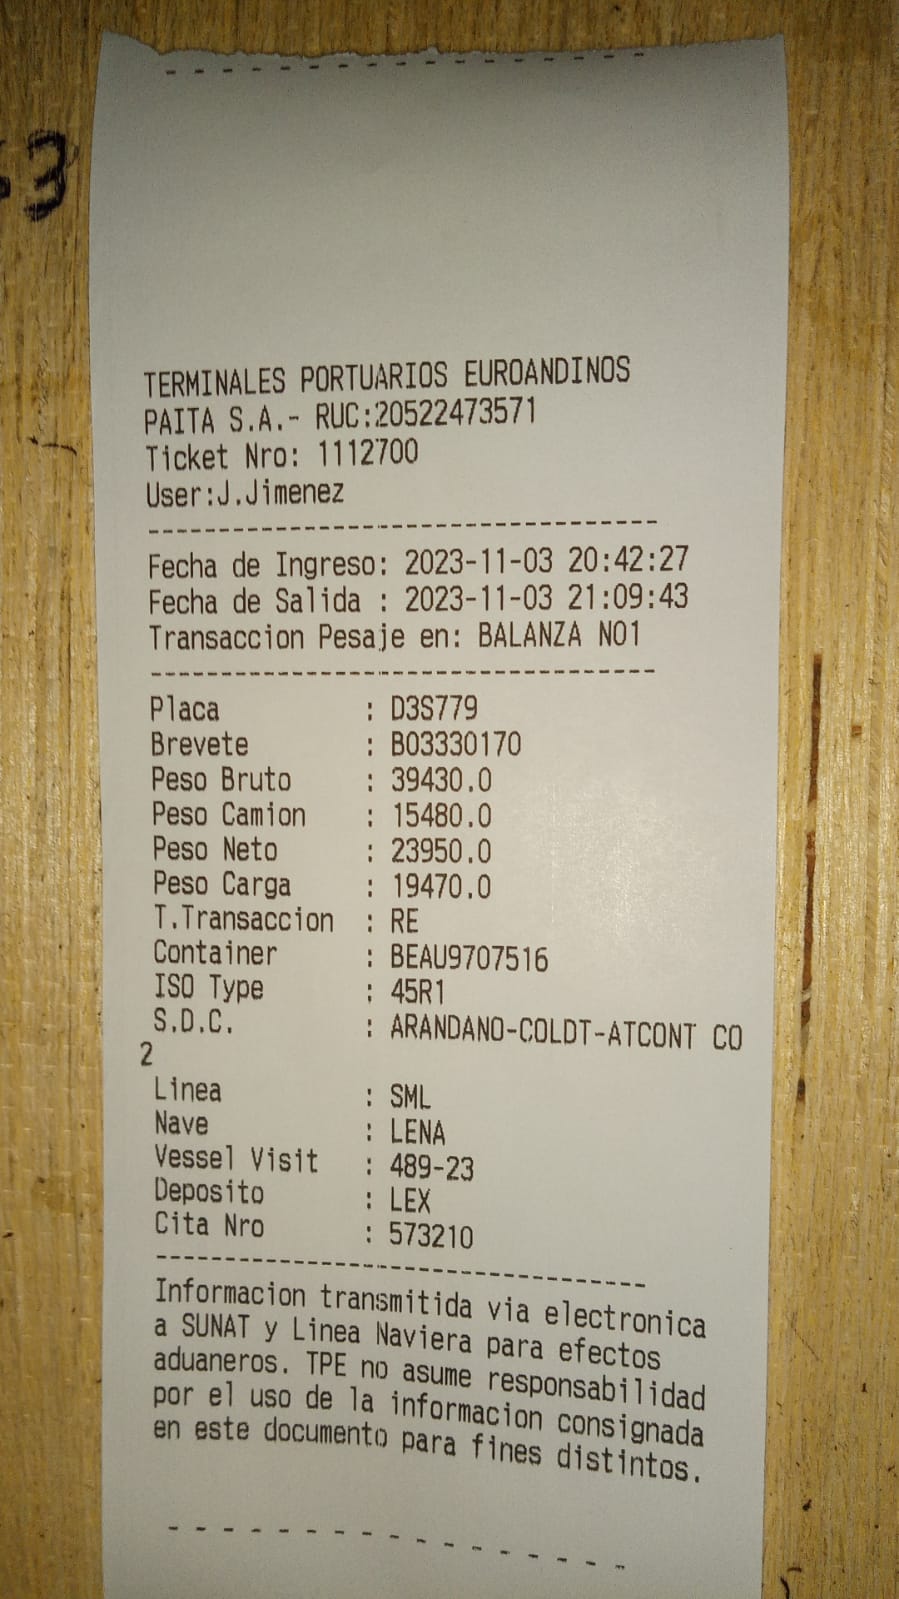 3
TERMINALES PORTUARIOS EUROANDINOS
PAITA S.A.- RUC:20522473571
Ticket Nro: 1112700
User:J.Jimenez
-----------------------------------
Fecha de Ingreso: 2023-11-03 20:42:27
Fecha de Salida : 2023-11-03 21:09:43
Transaccion Pesaje en: BALANZA NO1
-----------------------------------
Placa : D3S779
Brevete : B03330170
Peso Bruto : 39430.0
Peso Camion : 15480.0
Peso Neto : 23950.0
Peso Carga : 19470.0
T.Transaccion : RE
Container : BEAU9707516
ISO Type : 45R1
S.D.C. : ARANDANO-COLDT-ATCONT CO
2
Linea : SML
Nave : LENA
Vessel Visit : 489-23
Deposito : LEX
Cita Nro : 573210
-----------------------------------
Informacion transmitida via electronica
a SUNAT y Linea Naviera para efectos
aduaneros. TPE no asume responsabilidad
por el uso de la informacion consignada
en este documento para fines distintos.